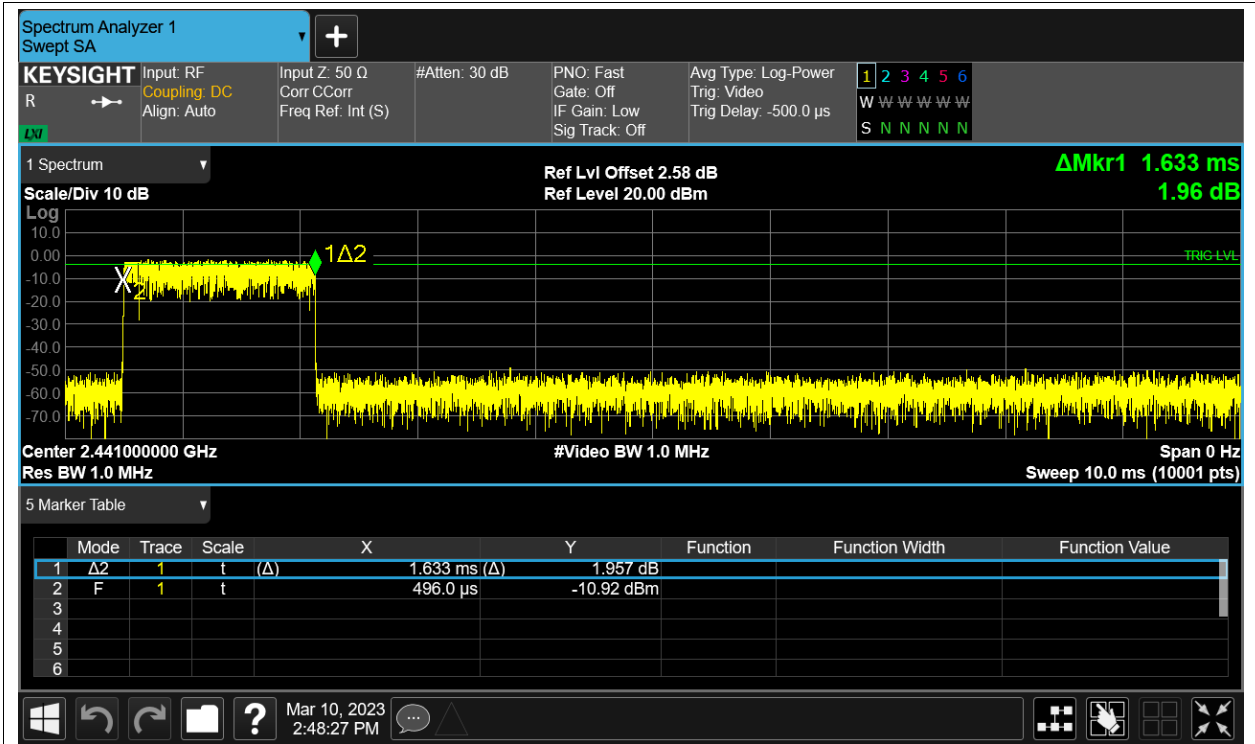 Spectrum Analyzer 1
Swept SA
KEYSIGHT
R
LXI
Input: RF
Coupling: DC
Align: Auto
Input Z: 50 Ω
Corr CCorr
Freq Ref: Int (S)
#Atten: 30 dB
PNO: Fast
Gate: Off
IF Gain: Low
Sig Track: Off
Avg Type: Log-Power
Trig: Video
Trig Delay: -500.0 µs
1 2 3 4 5 6
W W W W W W
S N N N N N
1 Spectrum
Scale/Div 10 dB
Ref Lvl Offset 2.58 dB
Ref Level 20.00 dBm
ΔMkr1 1.633 ms
1.96 dB
Log
10.0
0.00
-10.0
-20.0
-30.0
-40.0
-50.0
-60.0
-70.0
1Δ2
X2
TRIG LVL
Center 2.441000000 GHz
#Video BW 1.0 MHz
Span 0 Hz
Res BW 1.0 MHz
Sweep 10.0 ms (10001 pts)
5 Marker Table
Mode Trace Scale X Y Function Function Width Function Value
1 Δ2 1 t (Δ) 1.633 ms (Δ) 1.957 dB
2 F 1 t 496.0 µs -10.92 dBm
3
4
5
6
?
Mar 10, 2023
2:48:27 PM